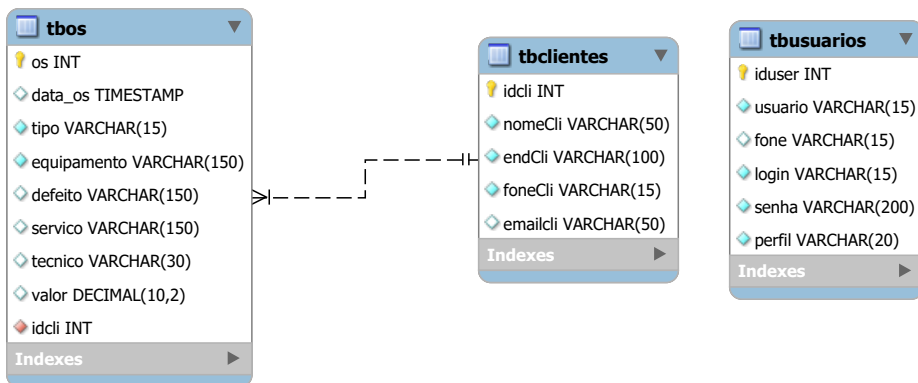 tbos
os INT
data_os TIMESTAMP
tipo VARCHAR(15)
equipamento VARCHAR(150)
defeito VARCHAR(150)
servico VARCHAR(150)
tecnico VARCHAR(30)
valor DECIMAL(10,2)
idcli INT
Indexes
tbclientes
idcli INT
nomeCli VARCHAR(50)
endCli VARCHAR(100)
foneCli VARCHAR(15)
emailcli VARCHAR(50)
Indexes
tbusuarios
iduser INT
usuario VARCHAR(15)
fone VARCHAR(15)
login VARCHAR(15)
senha VARCHAR(200)
perfil VARCHAR(20)
Indexes